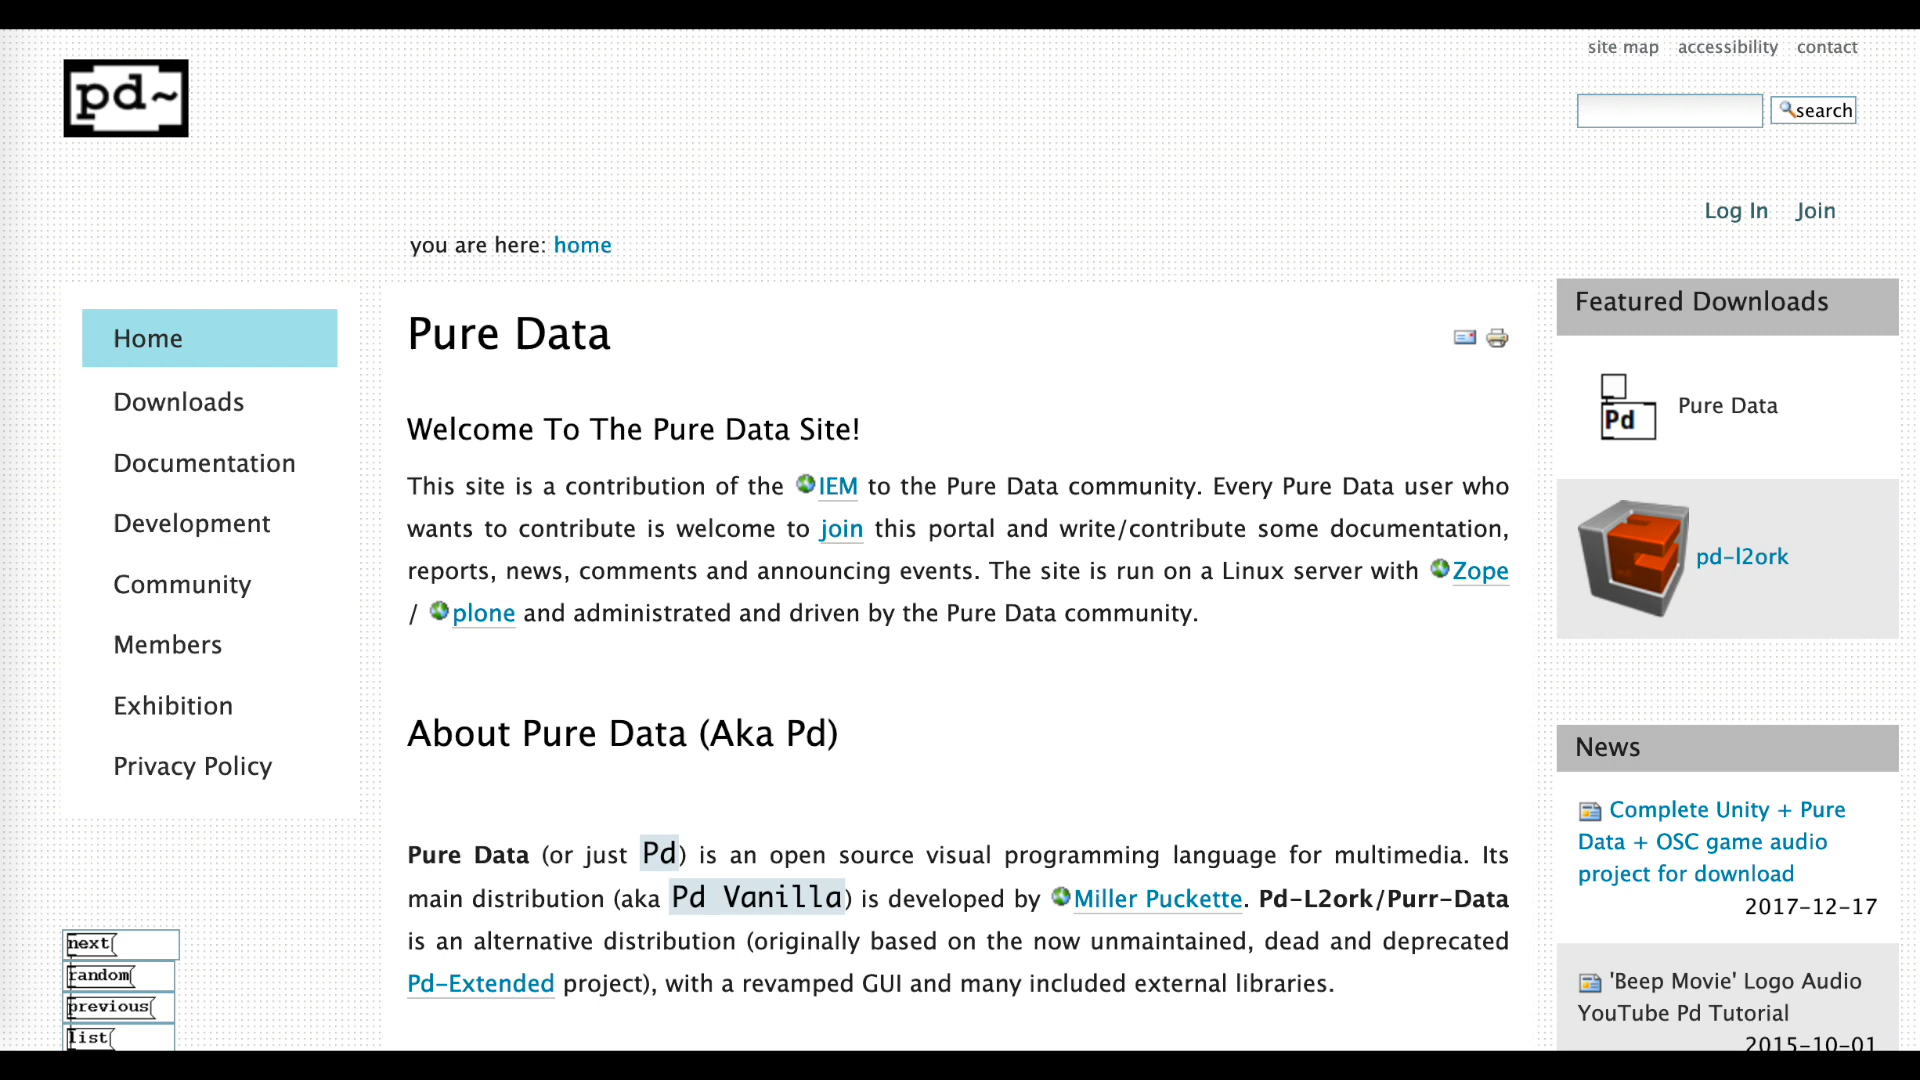 site map accessibility contact
pd~
search
Log In Join
you are here: home
Home
Downloads
Documentation
Development
Community
Members
Exhibition
Privacy Policy
next
random
previous
list
Pure Data
Welcome To The Pure Data Site!
This site is a contribution of the IEM to the Pure Data community. Every Pure Data user who
wants to contribute is welcome to join this portal and write/contribute some documentation,
reports, news, comments and announcing events. The site is run on a Linux server with Zope
/ plone and administrated and driven by the Pure Data community.
About Pure Data (Aka Pd)
Pure Data (or just Pd) is an open source visual programming language for multimedia. Its
main distribution (aka Pd Vanilla) is developed by Miller Puckette. Pd-L2ork/Purr-Data
is an alternative distribution (originally based on the now unmaintained, dead and deprecated
Pd-Extended project), with a revamped GUI and many included external libraries.
Featured Downloads
Pd
Pure Data
pd-l2ork
News
Complete Unity + Pure
Data + OSC game audio
project for download
2017-12-17
'Beep Movie' Logo Audio
YouTube Pd Tutorial
2015-10-01